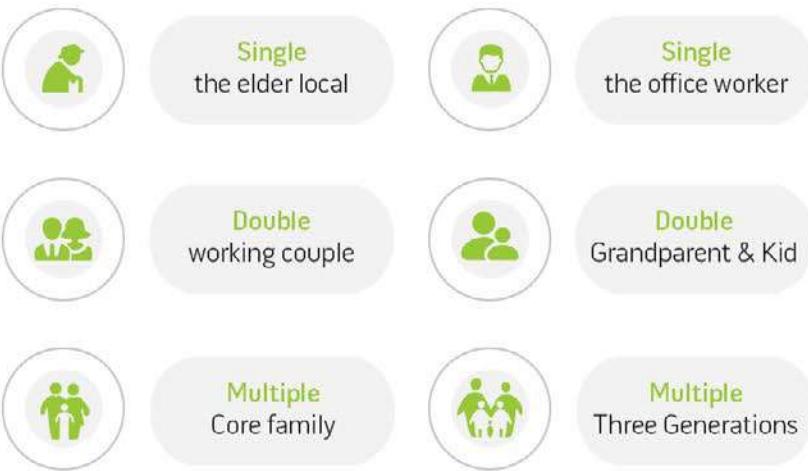 Single
the elder local
Single
the office worker
Double
working couple
Double
Grandparent & Kid
Multiple
Core family
Multiple
Three Generations